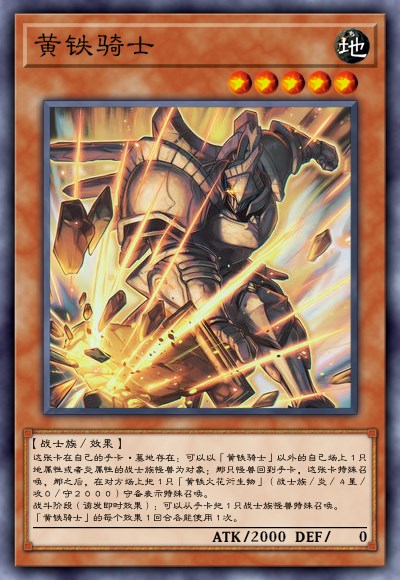 黄铁骑士
地
【战士族/效果】
这张卡在自己的手卡·墓地存在:可以以「黄铁骑士」以外的自己场上1只
地属性或者炎属性的战士族怪兽为对象;那只怪兽回到手卡,这张卡特殊召
唤,那之后,在对方场上把1只「黄铁火花衍生物」(战士族/炎/4星/
攻0/守2000)守备表示特殊召唤。
战斗阶段(诱发即时效果):可以从手卡把1只战士族怪兽特殊召唤。
「黄铁骑士」的每个效果1回合各能使用1次。
ATK/2000 DEF/ 0